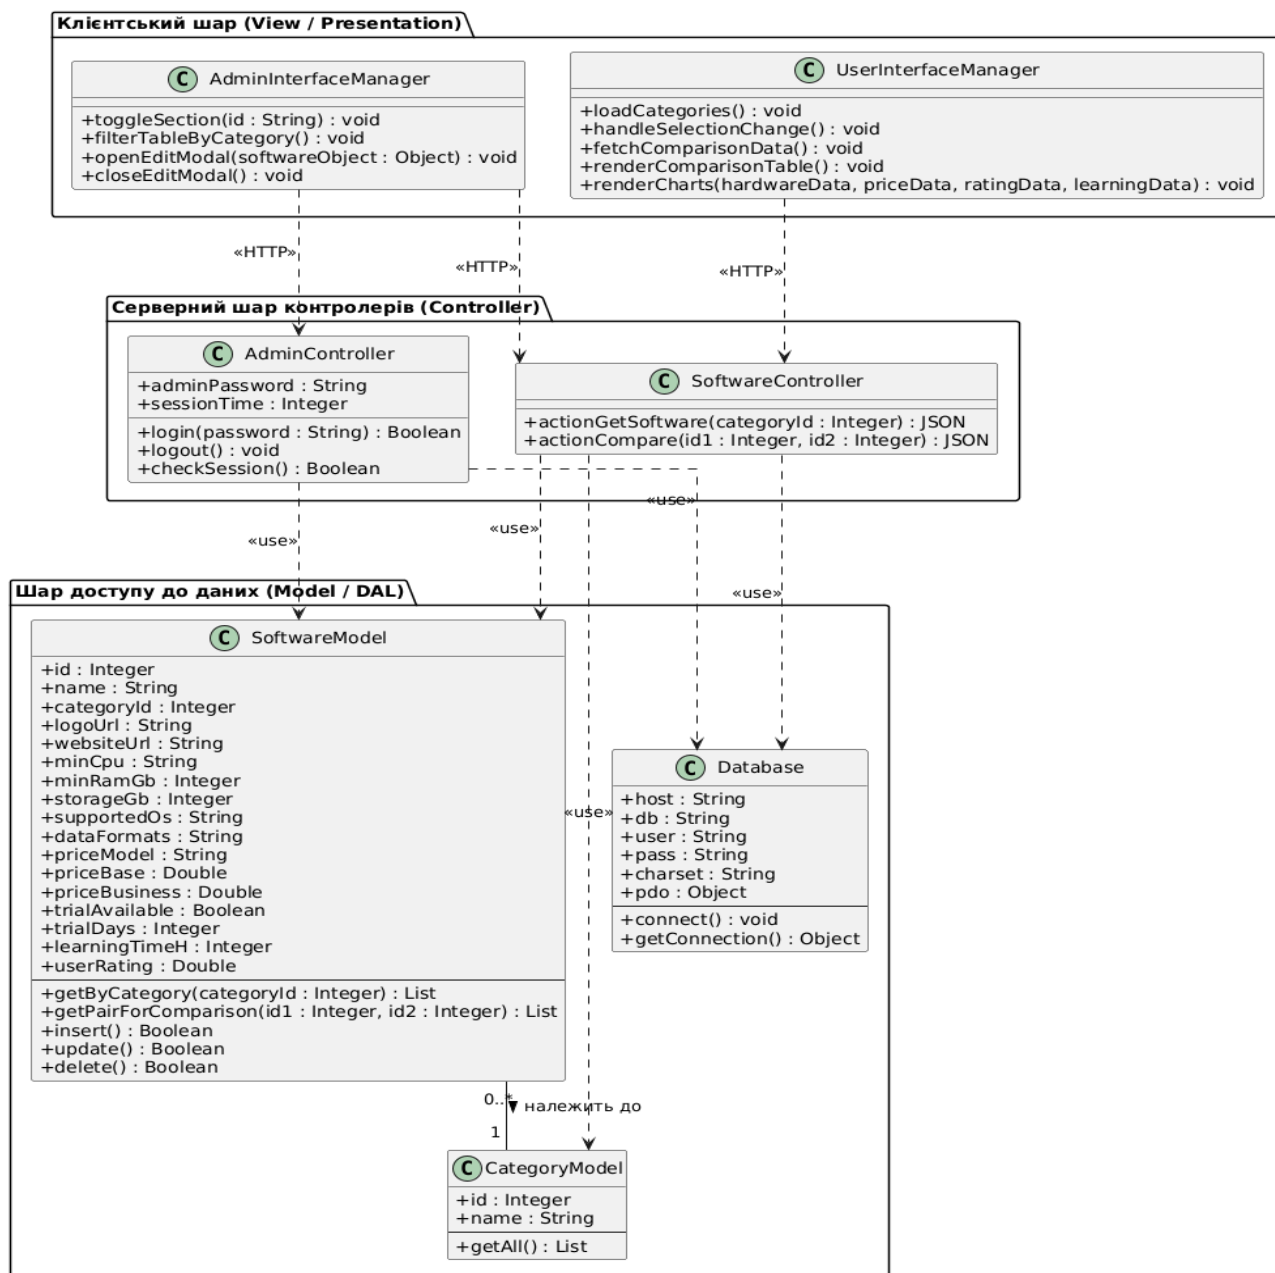 Клієнтський шар (View / Presentation)
C AdminInterfaceManager
+toggleSection(id : String) : void
+filterTableByCategory() : void
+openEditModal(softwareObject : Object) : void
+closeEditModal() : void
C UserInterfaceManager
+loadCategories() : void
+handleSelectionChange() : void
+fetchComparisonData() : void
+renderComparisonTable() : void
+renderCharts(hardwareData, priceData, ratingData, learningData) : void
«HTTP»
«HTTP»
«HTTP»
Серверний шар контролерів (Controller)
C AdminController
+adminPassword : String
+sessionTime : Integer
+login(password : String) : Boolean
+logout() : void
+checkSession() : Boolean
C SoftwareController
+actionGetSoftware(categoryId : Integer) : JSON
+actionCompare(id1 : Integer, id2 : Integer) : JSON
«use»
«use»
«use»
«use»
Шар доступу до даних (Model / DAL)
C SoftwareModel
+id : Integer
+name : String
+categoryId : Integer
+logoUrl : String
+websiteUrl : String
+minCpu : String
+minRamGb : Integer
+storageGb : Integer
+supportedOs : String
+dataFormats : String
+priceModel : String
+priceBase : Double
+priceBusiness : Double
+trialAvailable : Boolean
+trialDays : Integer
+learningTimeH : Integer
+userRating : Double
+getByCategory(categoryId : Integer) : List
+getPairForComparison(id1 : Integer, id2 : Integer) : List
+insert() : Boolean
+update() : Boolean
+delete() : Boolean
«use»
C Database
+host : String
+db : String
+user : String
+pass : String
+charset : String
+pdo : Object
+connect() : void
+getConnection() : Object
0..*
належить до
1
C CategoryModel
+id : Integer
+name : String
+getAll() : List